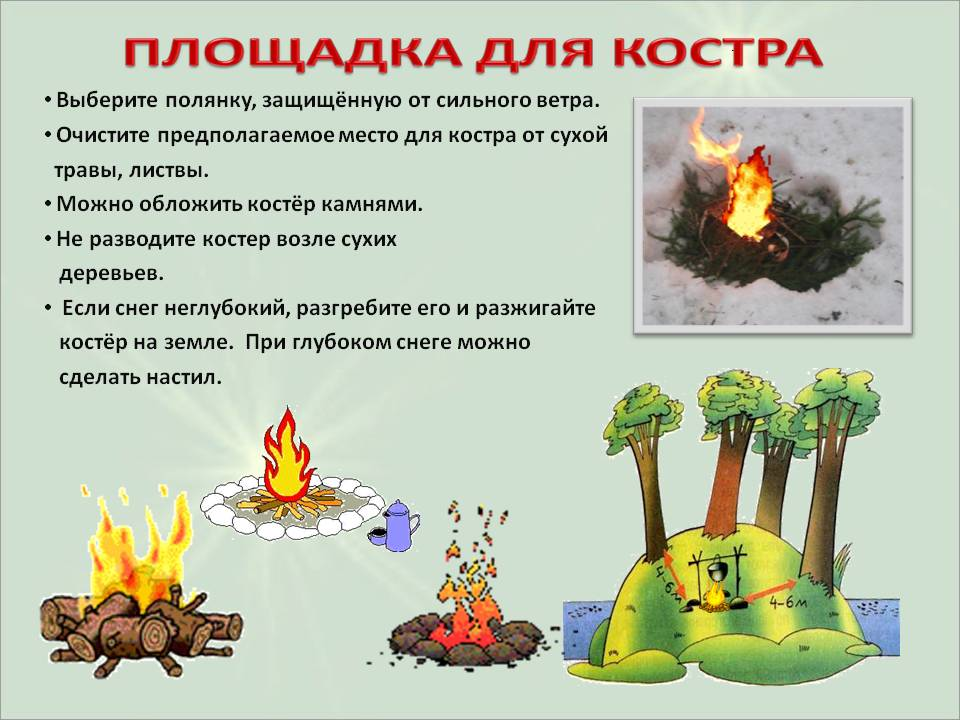 ПЛОЩАДКА ДЛЯ КОСТРА
• Выберите полянку, защищённую от сильного ветра.
• Очистите предполагаемое место для костра от сухой
травы, листвы.
• Можно обложить костёр камнями.
• Не разводите костер возле сухих
деревьев.
• Если снег неглубокий, разгребите его и разжигайте
костёр на земле. При глубоком снеге можно
сделать настил.
4-6м
4-6м